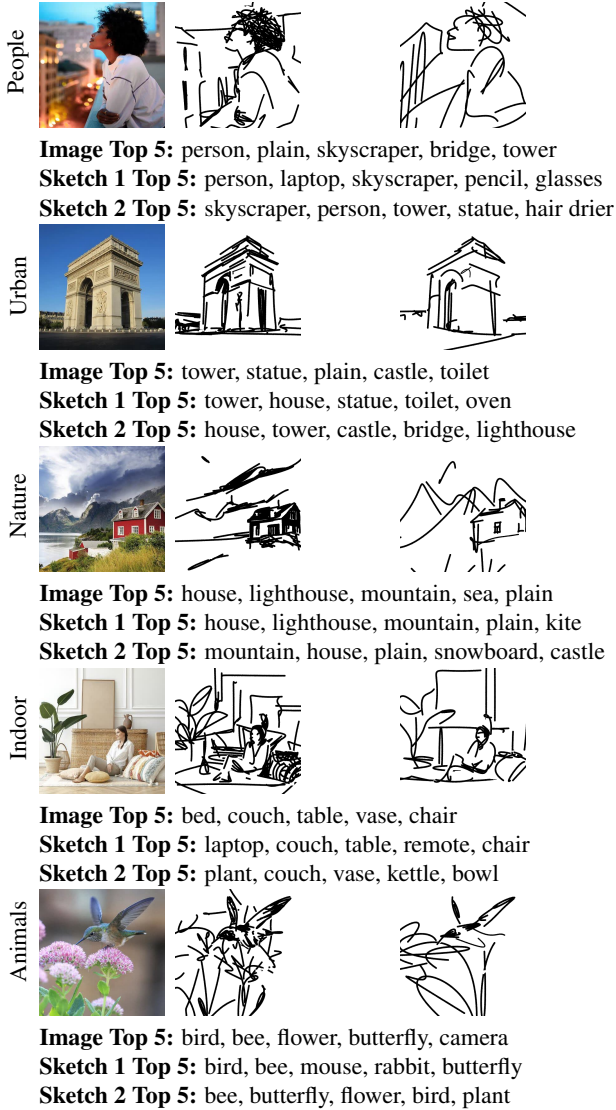 People
Image Top 5: person, plain, skyscraper, bridge, tower
Sketch 1 Top 5: person, laptop, skyscraper, pencil, glasses
Sketch 2 Top 5: skyscraper, person, tower, statue, hair drier
Urban
Image Top 5: tower, statue, plain, castle, toilet
Sketch 1 Top 5: tower, house, statue, toilet, oven
Sketch 2 Top 5: house, tower, castle, bridge, lighthouse
Nature
Image Top 5: house, lighthouse, mountain, sea, plain
Sketch 1 Top 5: house, lighthouse, mountain, plain, kite
Sketch 2 Top 5: mountain, house, plain, snowboard, castle
Indoor
Image Top 5: bed, couch, table, vase, chair
Sketch 1 Top 5: laptop, couch, table, remote, chair
Sketch 2 Top 5: plant, couch, vase, kettle, bowl
Animals
Image Top 5: bird, bee, flower, butterfly, camera
Sketch 1 Top 5: bird, bee, mouse, rabbit, butterfly
Sketch 2 Top 5: bee, butterfly, flower, bird, plant